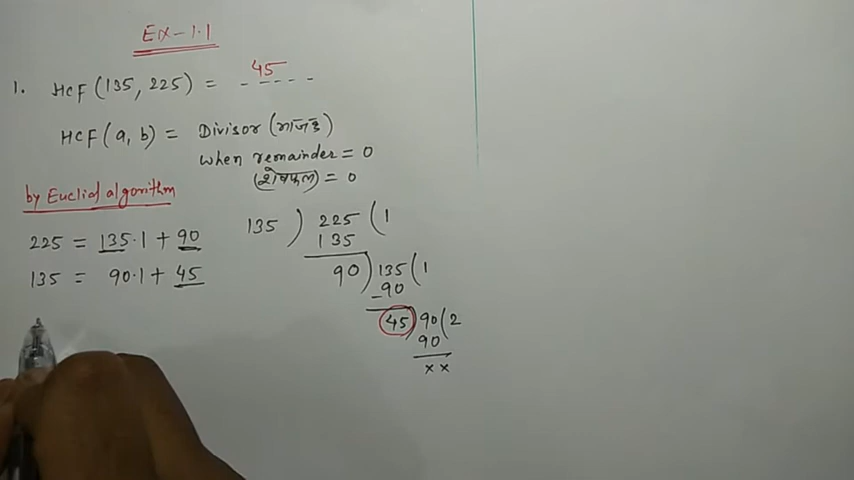 Ex-1.1
1. HCF(135, 225) = - 45 - - -
HCF(a, b) = Divisor (भाजक)
when remainder = 0
(शेषफल) = 0
by Euclid algorithm
225 = 135·1 + 90
135 = 90·1 + 45
135 ) 225 ( 1
135
90 ) 135 ( 1
-90
45 ) 90 ( 2
90
x x